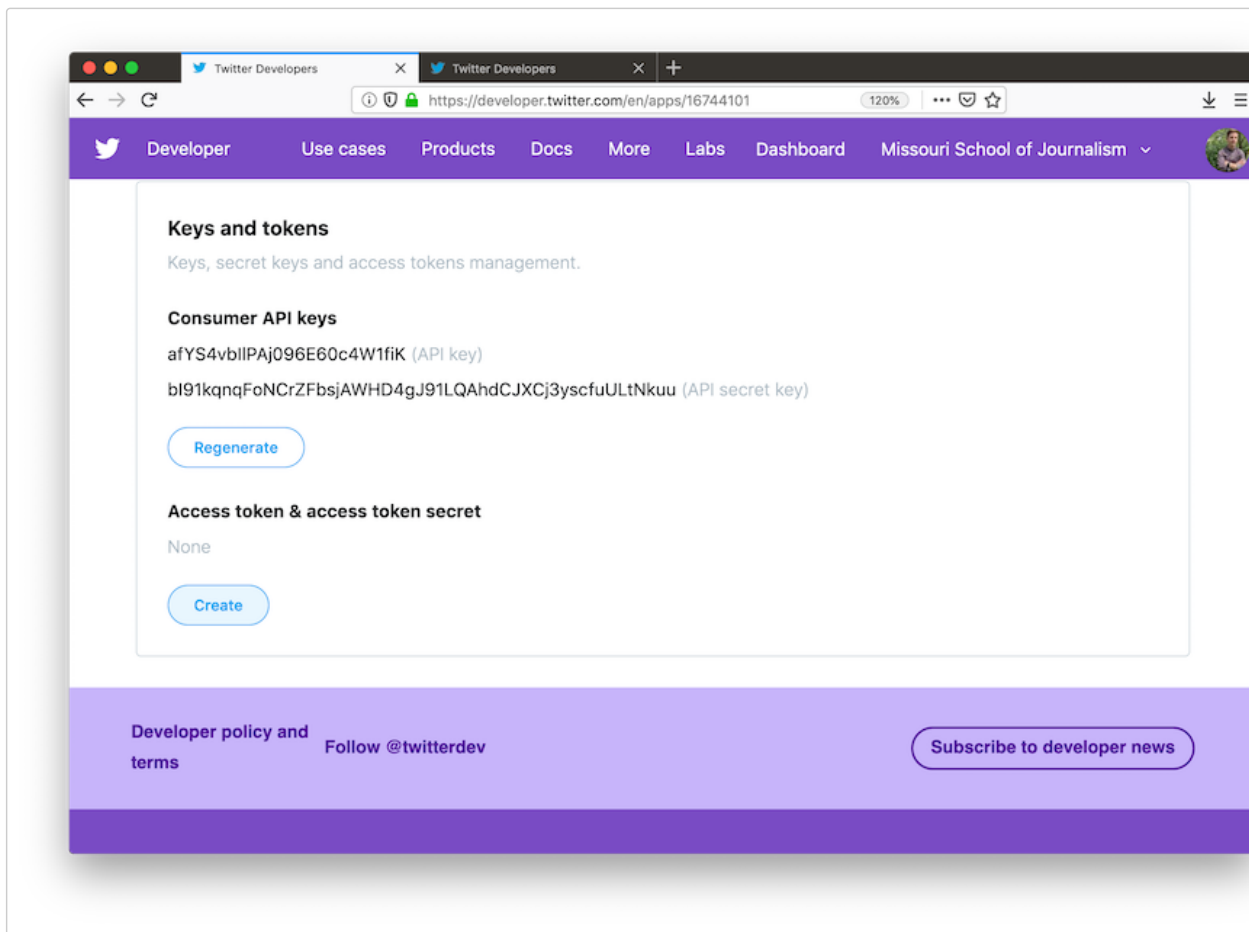 Twitter Developers
Twitter Developers
https://developer.twitter.com/en/apps/16744101
120%
Developer
Use cases
Products
Docs
More
Labs
Dashboard
Missouri School of Journalism
Keys and tokens
Keys, secret keys and access tokens management.
Consumer API keys
(API key)
(API secret key)
Regenerate
Access token & access token secret
None
Create
Developer policy and
terms
Follow @twitterdev
Subscribe to developer news